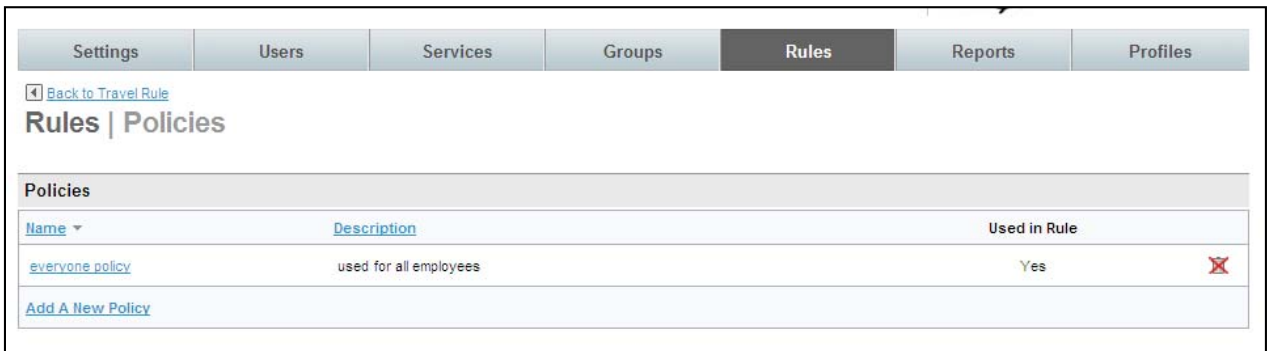 Settings Users Services Groups Rules Reports Profiles
Back to Travel Rule
Rules | Policies
Policies
Name Description Used in Rule
everyone policy used for all employees Yes
Add A New Policy